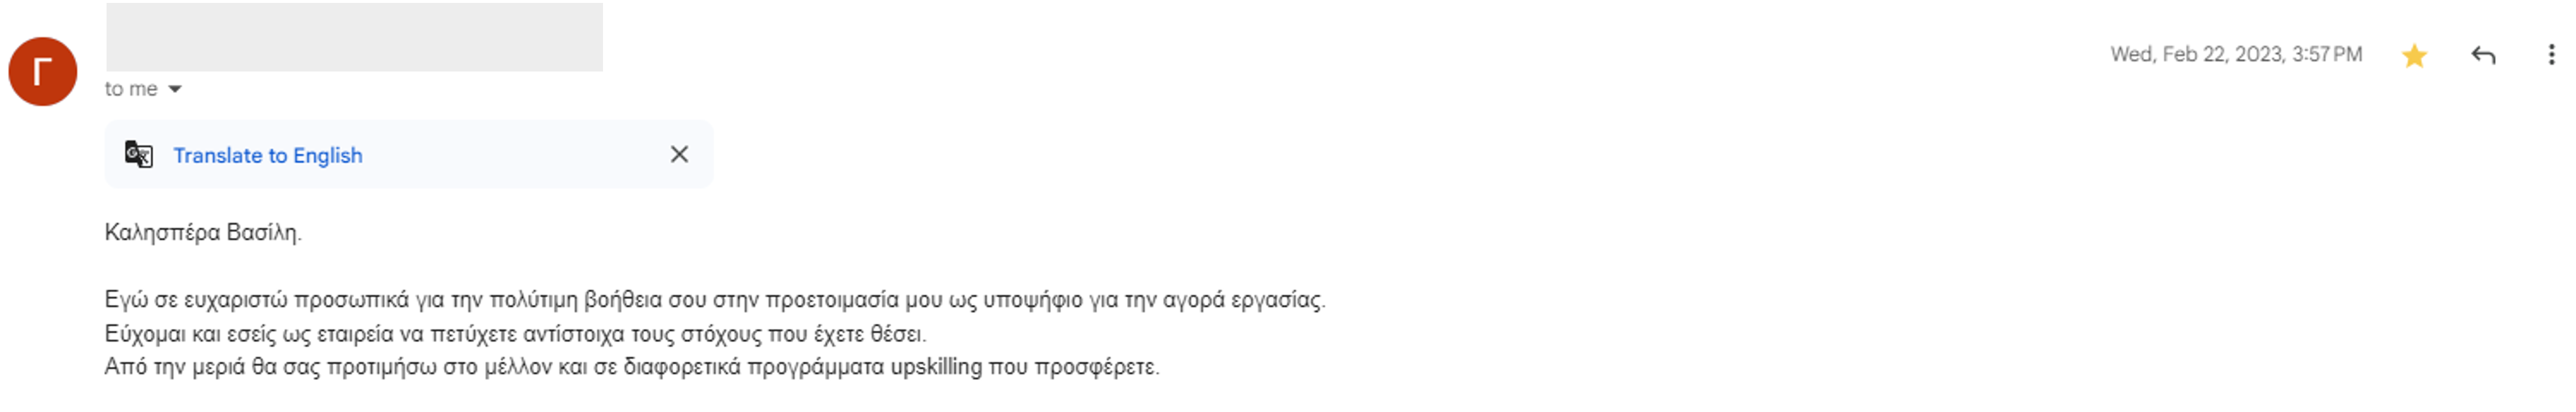 Γ
Wed, Feb 22, 2023, 3:57 PM
to me
Translate to English
Καλησπέρα Βασίλη.
Εγώ σε ευχαριστώ προσωπικά για την πολύτιμη βοήθεια σου στην προετοιμασία μου ως υποψήφιο για την αγορά εργασίας.
Εύχομαι και εσείς ως εταιρεία να πετύχετε αντίστοιχα τους στόχους που έχετε θέσει.
Από την μεριά θα σας προτιμήσω στο μέλλον και σε διαφορετικά προγράμματα upskilling που προσφέρετε.